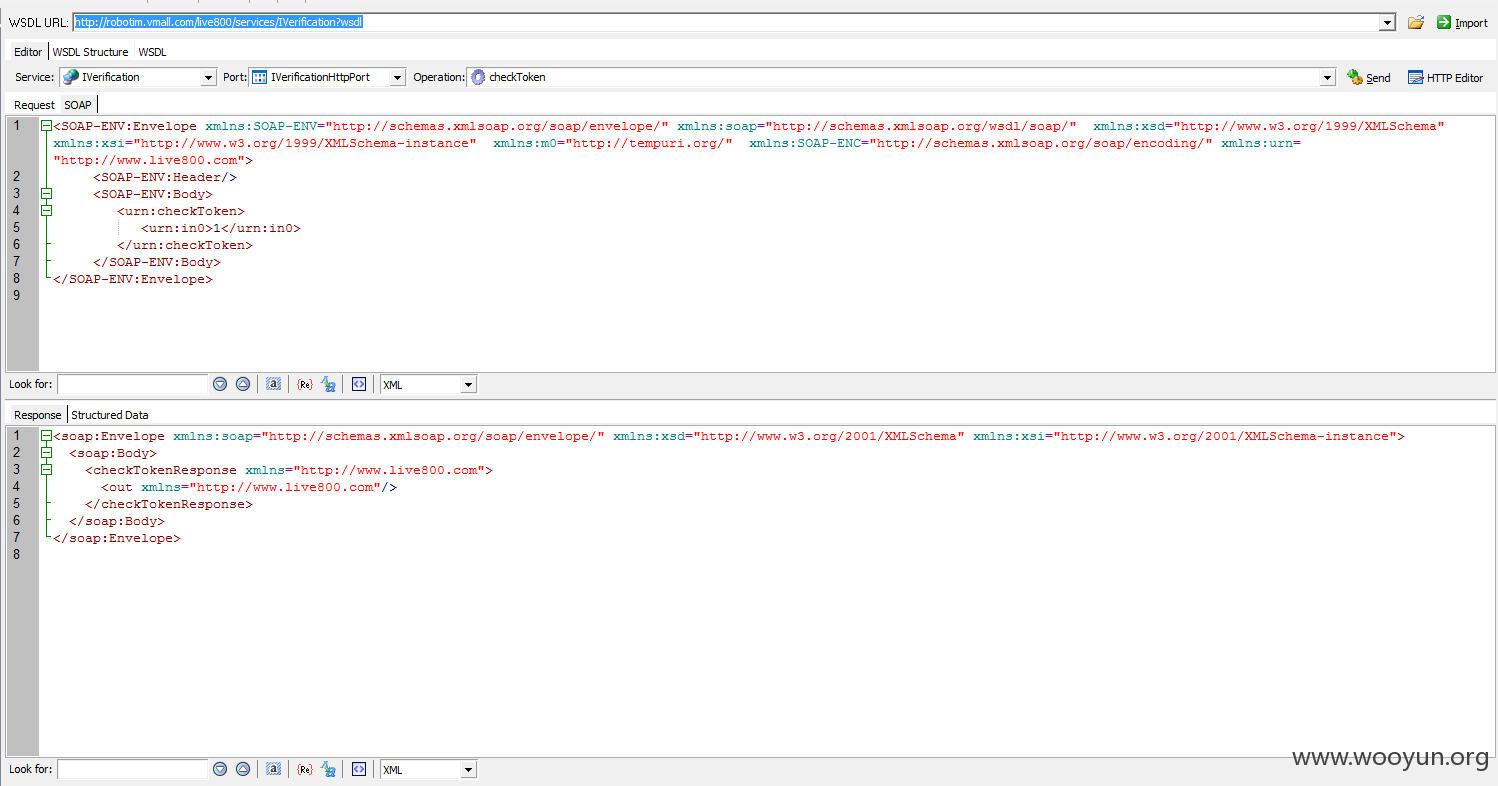 WSDL URL: http://robotim.vmall.com/live800/services/IVerification?wsdl Import
Editor WSDL Structure WSDL
Service: IVerification Port: IVerificationHttpPort Operation: checkToken Send HTTP Editor
Request SOAP
1 <SOAP-ENV:Envelope xmlns:SOAP-ENV="http://schemas.xmlsoap.org/soap/envelope/" xmlns:soap="http://schemas.xmlsoap.org/wsdl/soap/" xmlns:xsd="http://www.w3.org/1999/XMLSchema"
xmlns:xsi="http://www.w3.org/1999/XMLSchema-instance" xmlns:m0="http://tempuri.org/" xmlns:SOAP-ENC="http://schemas.xmlsoap.org/soap/encoding/" xmlns:urn=
"http://www.live800.com">
2 <SOAP-ENV:Header/>
3 <SOAP-ENV:Body>
4 <urn:checkToken>
5 <urn:in0>1</urn:in0>
6 </urn:checkToken>
7 </SOAP-ENV:Body>
8 </SOAP-ENV:Envelope>
9
Look for: a {Re} XML
Response Structured Data
1 <soap:Envelope xmlns:soap="http://schemas.xmlsoap.org/soap/envelope/" xmlns:xsd="http://www.w3.org/2001/XMLSchema" xmlns:xsi="http://www.w3.org/2001/XMLSchema-instance">
2 <soap:Body>
3 <checkTokenResponse xmlns="http://www.live800.com">
4 <out xmlns="http://www.live800.com"/>
5 </checkTokenResponse>
6 </soap:Body>
7 </soap:Envelope>
8
www.wooyun.org
Look for: a {Re} XML